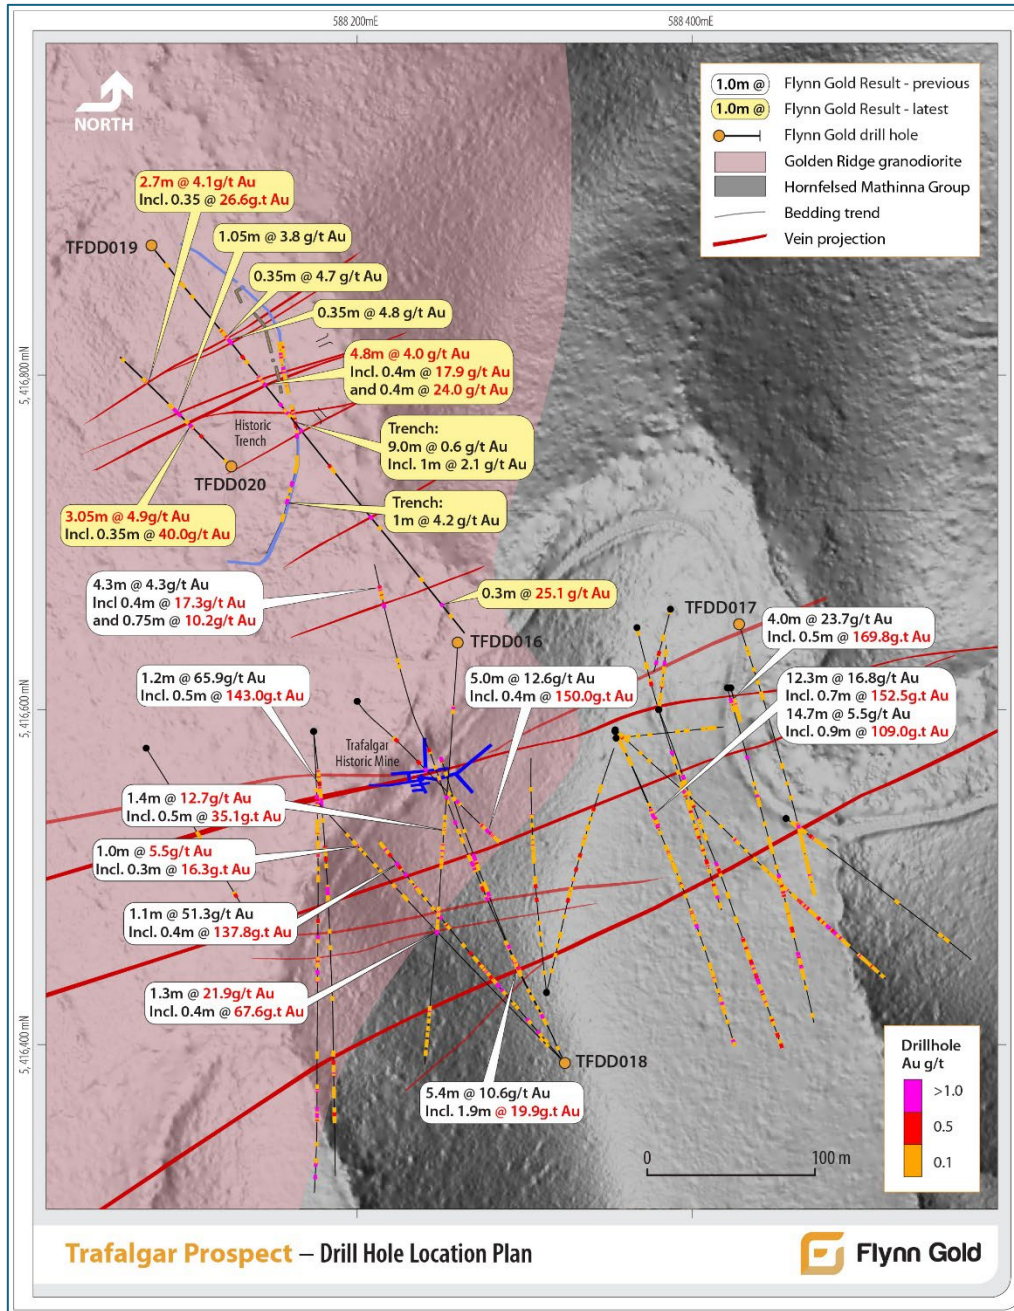 588 200mE
588 400mE
NORTH
1.0m @ Flynn Gold Result - previous
1.0m @ Flynn Gold Result - latest
Flynn Gold drill hole
Golden Ridge granodiorite
Hornfelsed Mathinna Group
Bedding trend
Vein projection
2.7m @ 4.1g/t Au
Incl. 0.35 @ 26.6g.t Au
TFDD019
1.05m @ 3.8 g/t Au
0.35m @ 4.7 g/t Au
0.35m @ 4.8 g/t Au
5, 416,800 mN
4.8m @ 4.0 g/t Au
Incl. 0.4m @ 17.9 g/t Au
and 0.4m @ 24.0 g/t Au
Historic
Trench
Trench:
9.0m @ 0.6 g/t Au
Incl. 1m @ 2.1 g/t Au
TFDD020
Trench:
1m @ 4.2 g/t Au
3.05m @ 4.9g/t Au
Incl. 0.35m @ 40.0g/t Au
4.3m @ 4.3g/t Au
Incl 0.4m @ 17.3g/t Au
and 0.75m @ 10.2g/t Au
0.3m @ 25.1 g/t Au
TFDD016
TFDD017
4.0m @ 23.7g/t Au
Incl. 0.5m @ 169.8g.t Au
1.2m @ 65.9g/t Au
Incl. 0.5m @ 143.0g.t Au
5.0m @ 12.6g/t Au
Incl. 0.4m @ 150.0g.t Au
12.3m @ 16.8g/t Au
Incl. 0.7m @ 152.5g.t Au
14.7m @ 5.5g/t Au
Incl. 0.9m @ 109.0g.t Au
5, 416,600 mN
Trafalgar
Historic Mine
1.4m @ 12.7g/t Au
Incl. 0.5m @ 35.1g.t Au
1.0m @ 5.5g/t Au
Incl. 0.3m @ 16.3g.t Au
1.1m @ 51.3g/t Au
Incl. 0.4m @ 137.8g.t Au
1.3m @ 21.9g/t Au
Incl. 0.4m @ 67.6g.t Au
5, 416,400 mN
TFDD018
5.4m @ 10.6g/t Au
Incl. 1.9m @ 19.9g.t Au
Drillhole
Au g/t
>1.0
0.5
0.1
0 100 m
Trafalgar Prospect – Drill Hole Location Plan
Flynn Gold